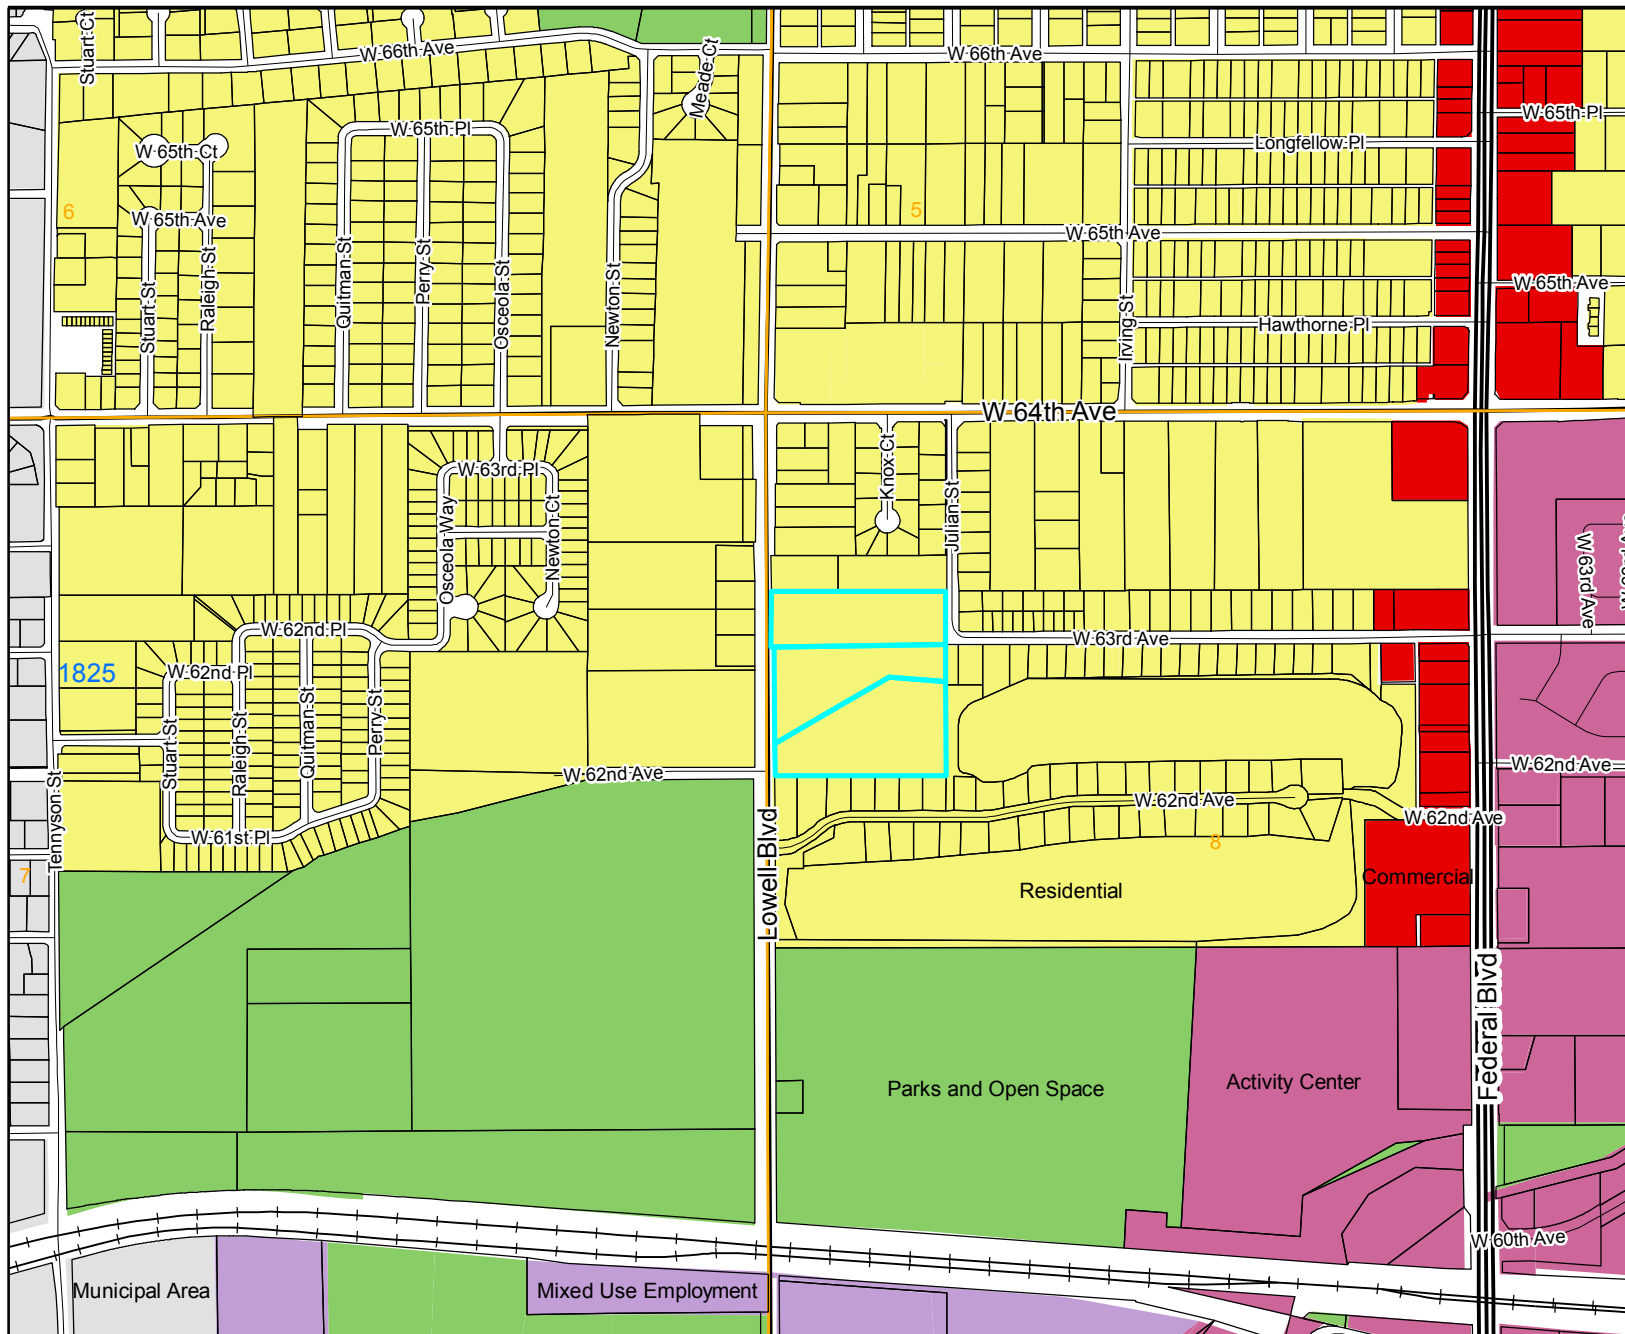 Stuart Ct
W 66th Ave
Meade Ct
W 66th Ave
W 65th Pl
W 65th Pl
Longfellow Pl
W 65th Ct
6
W 65th Ave
5
W 65th Ave
Stuart St
Raleigh St
Quitman St
Perry St
Osceola St
Newton St
Irving St
W 65th Ave
Hawthorne Pl
W 64th Ave
Knox Ct
Julian St
W 63rd Pl
Osceola Way
Newton Ct
W 63rd Ave
W 62nd Pl
W 63rd Ave
1825
W 62nd Pl
Stuart St
Raleigh St
Quitman St
Perry St
W 62nd Ave
W 62nd Ave
Tennyson St
W 62nd Ave
W 62nd Ave
W 61st Pl
Lowell Blvd
8
7
Residential
Commercial
Federal Blvd
Parks and Open Space
Activity Center
W 60th Ave
Municipal Area
Mixed Use Employment